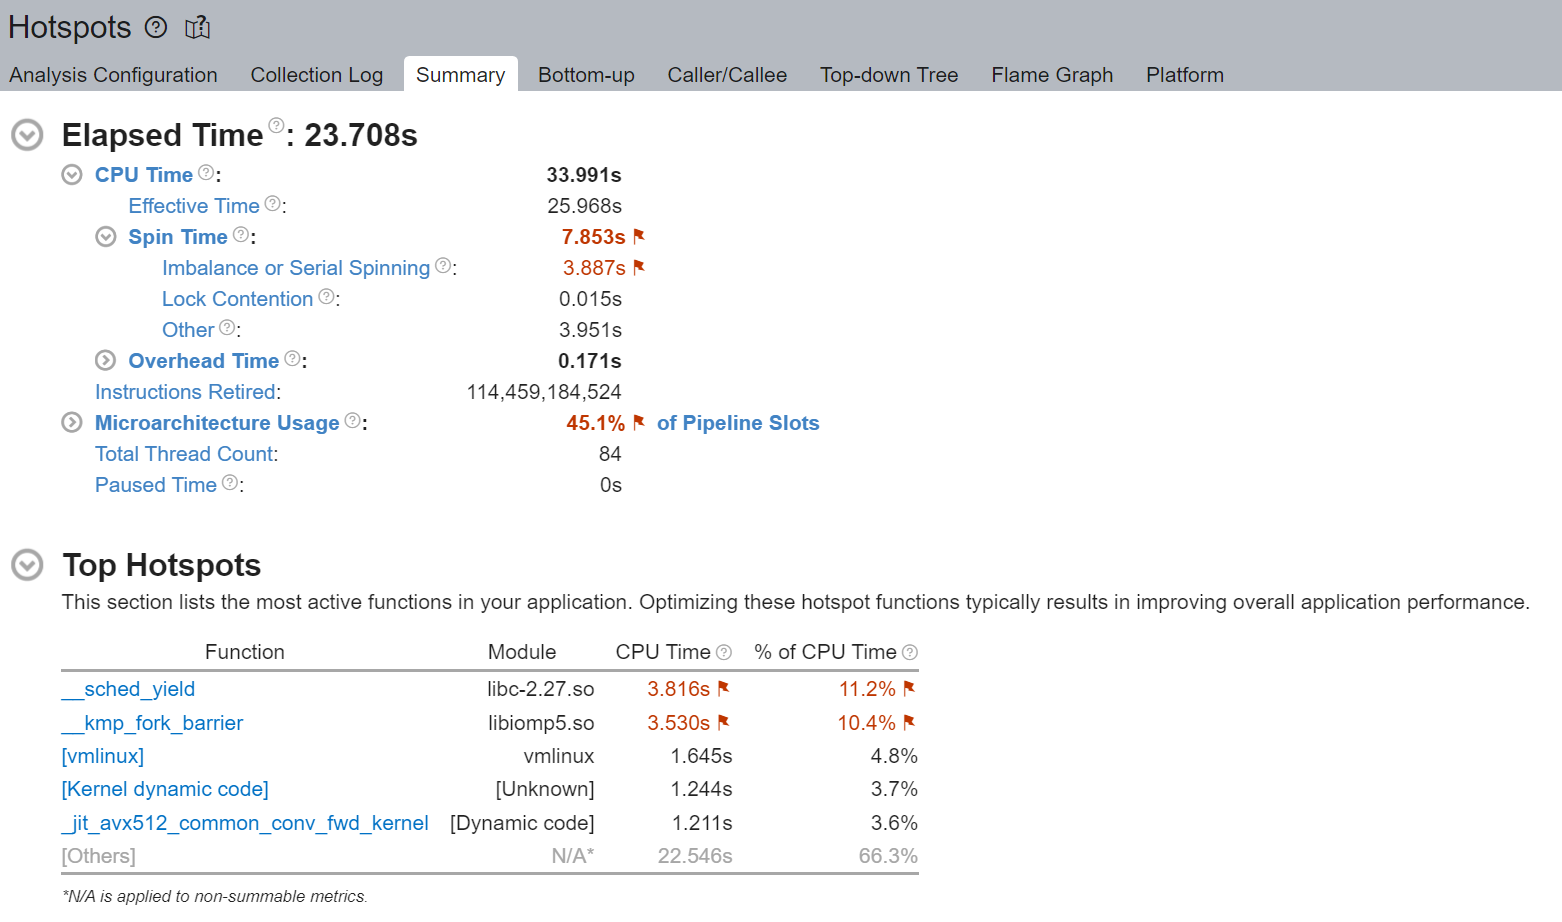 Hotspots
Analysis Configuration Collection Log Summary Bottom-up Caller/Callee Top-down Tree Flame Graph Platform
Elapsed Time: 23.708s
CPU Time: 33.991s
Effective Time: 25.968s
Spin Time: 7.853s
Imbalance or Serial Spinning: 3.887s
Lock Contention: 0.015s
Other: 3.951s
Overhead Time: 0.171s
Instructions Retired: 114,459,184,524
Microarchitecture Usage: 45.1% of Pipeline Slots
Total Thread Count: 84
Paused Time: 0s
Top Hotspots
This section lists the most active functions in your application. Optimizing these hotspot functions typically results in improving overall application performance.
Function Module CPU Time % of CPU Time
__sched_yield libc-2.27.so 3.816s 11.2%
__kmp_fork_barrier libiomp5.so 3.530s 10.4%
[vmlinux] vmlinux 1.645s 4.8%
[Kernel dynamic code] [Unknown] 1.244s 3.7%
_jit_avx512_common_conv_fwd_kernel [Dynamic code] 1.211s 3.6%
[Others] N/A* 22.546s 66.3%
*N/A is applied to non-summable metrics.